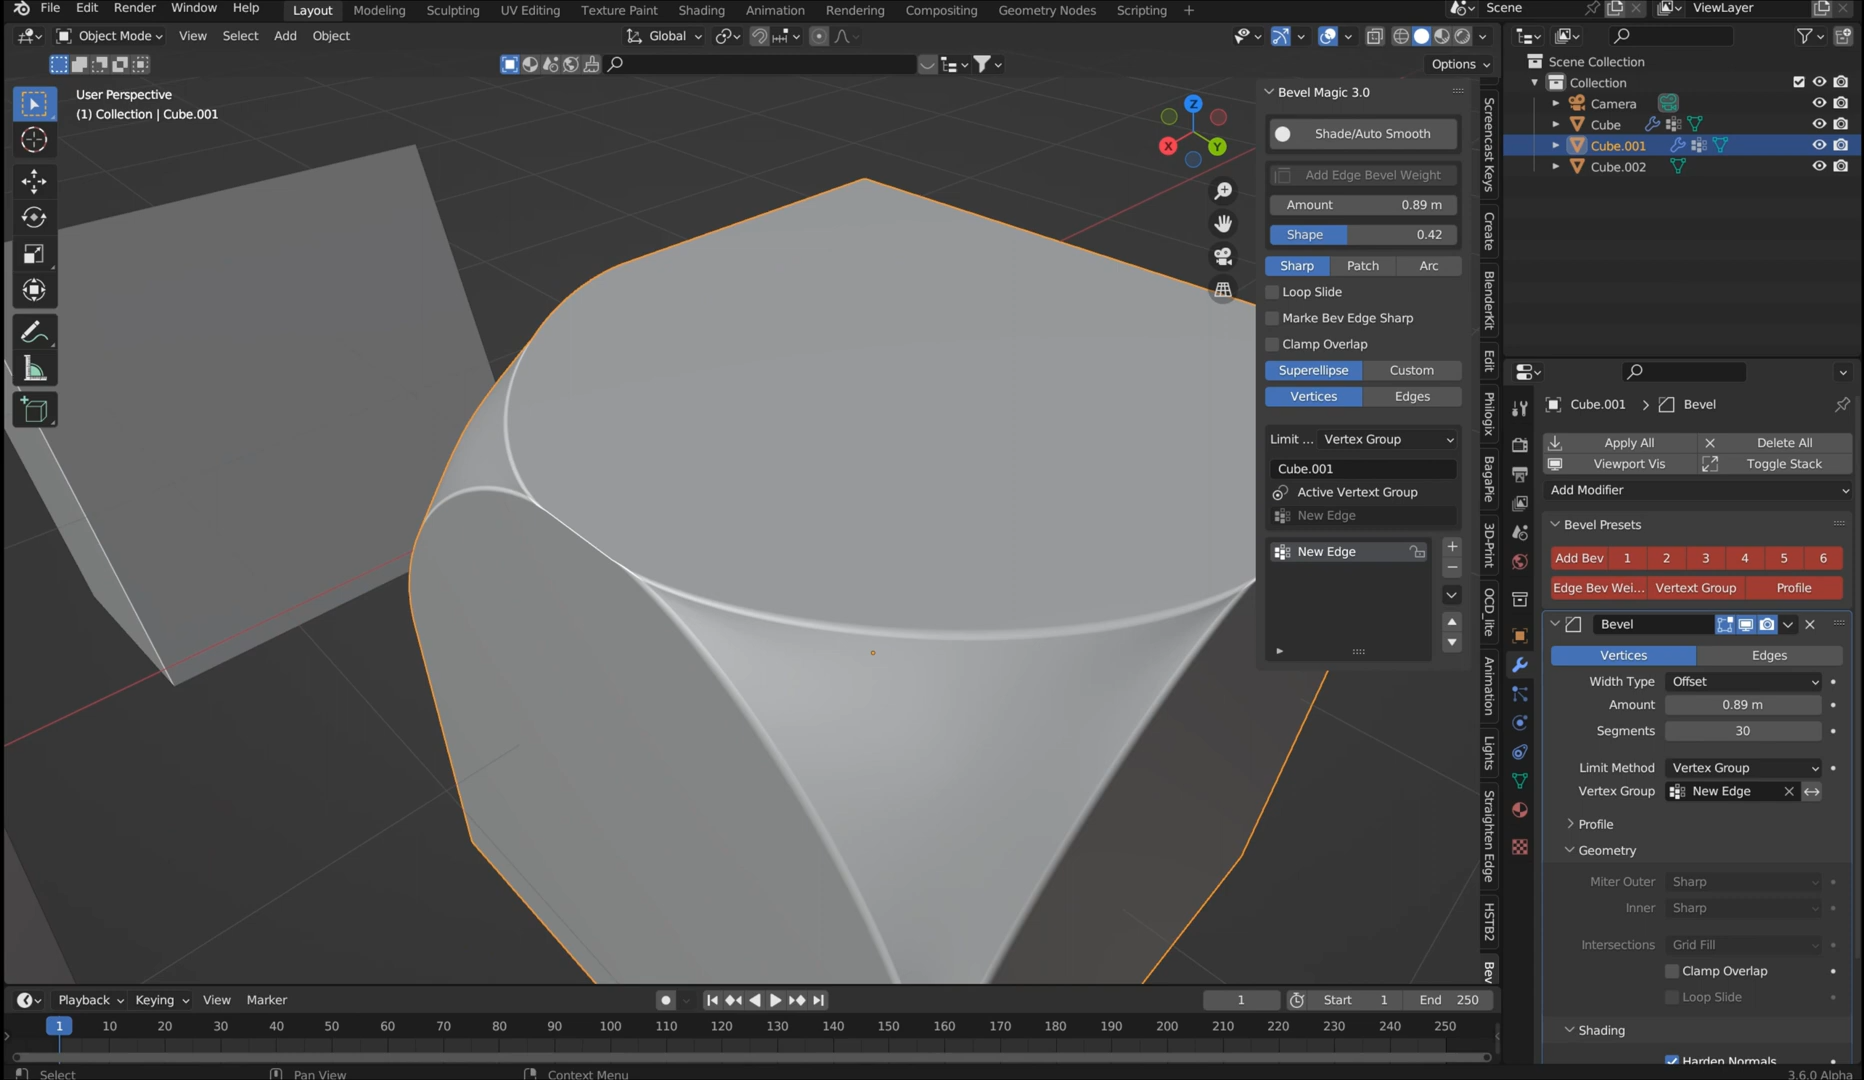 File Edit Render Window Help Layout Modeling Sculpting UV Editing Texture Paint Shading Animation Rendering Compositing Geometry Nodes Scripting + Scene ViewLayer
Object Mode View Select Add Object Global
Options
User Perspective
(1) Collection | Cube.001
Z
X
Y
Bevel Magic 3.0
Shade/Auto Smooth
Add Edge Bevel Weight
Amount 0.89 m
Shape 0.42
Sharp Patch Arc
Loop Slide
Marke Bev Edge Sharp
Clamp Overlap
Superellipse Custom
Vertices Edges
Limit ... Vertex Group
Cube.001
Active Vertext Group
New Edge
New Edge
Screencast Keys
Create
BlenderKit
Edit
Philogix
BagaPie
3D-Print
OCD_lite
Animation
Lights
Straighten Edge
HSTB2
Bev
Scene Collection
Collection
Camera
Cube
Cube.001
Cube.002
Cube.001 > Bevel
Apply All Delete All
Viewport Vis Toggle Stack
Add Modifier
Bevel Presets
Add Bev 1 2 3 4 5 6
Edge Bev Wei... Vertext Group Profile
Bevel
Vertices Edges
Width Type Offset
Amount 0.89 m
Segments 30
Limit Method Vertex Group
Vertex Group New Edge
Profile
Geometry
Miter Outer Sharp
Inner Sharp
Intersections Grid Fill
Clamp Overlap
Loop Slide
Shading
Harden Normals
Playback Keying View Marker 1 Start 1 End 250
1 10 20 30 40 50 60 70 80 90 100 110 120 130 140 150 160 170 180 190 200 210 220 230 240 250
Select Pan View Context Menu 3.6.0 Alpha